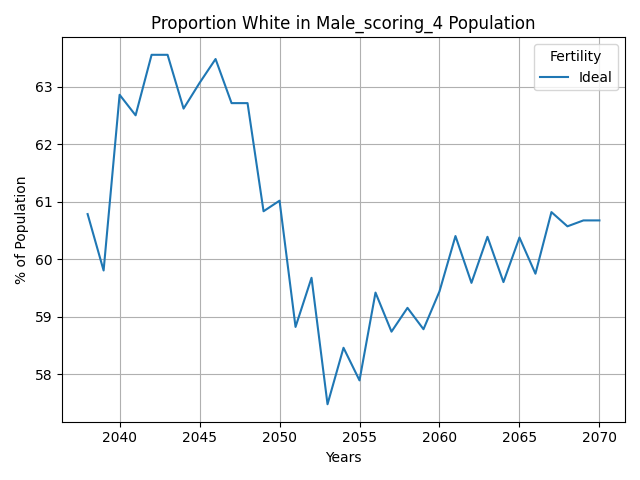 Proportion White in Male_scoring_4 Population
Fertility
Ideal
% of Population
63
62
61
60
59
58
2040 2045 2050 2055 2060 2065 2070
Years